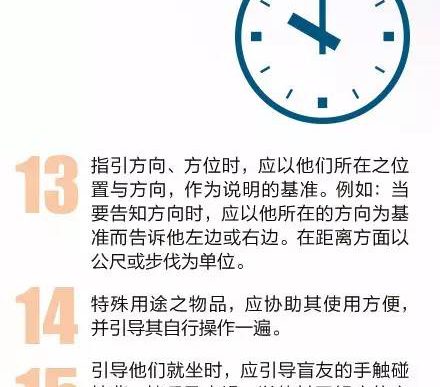 13 指引方向、方位时，应以他们所在之位
置与方向，作为说明的基准。例如：当
要告知方向时，应以他所在的方向为基
准而告诉他左边或右边。在距离方面以
公尺或步伐为单位。
14 特殊用途之物品，应协助其使用方便，
并引导其自行操作一遍。
15 引导他们就坐时，应引导盲友的手触碰